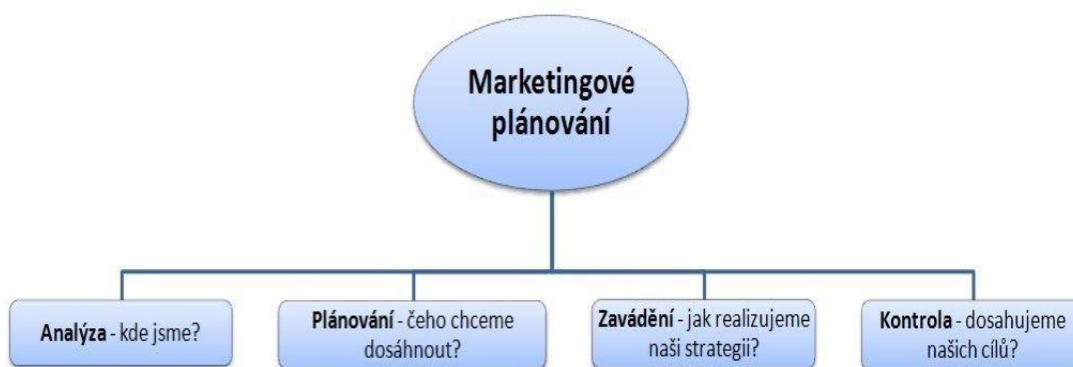 Marketingové
plánování
Analýza - kde jsme?
Plánování - čeho chceme
dosáhnout?
Zavádění - jak realizujeme
naši strategii?
Kontrola - dosahujeme
našich cílů?